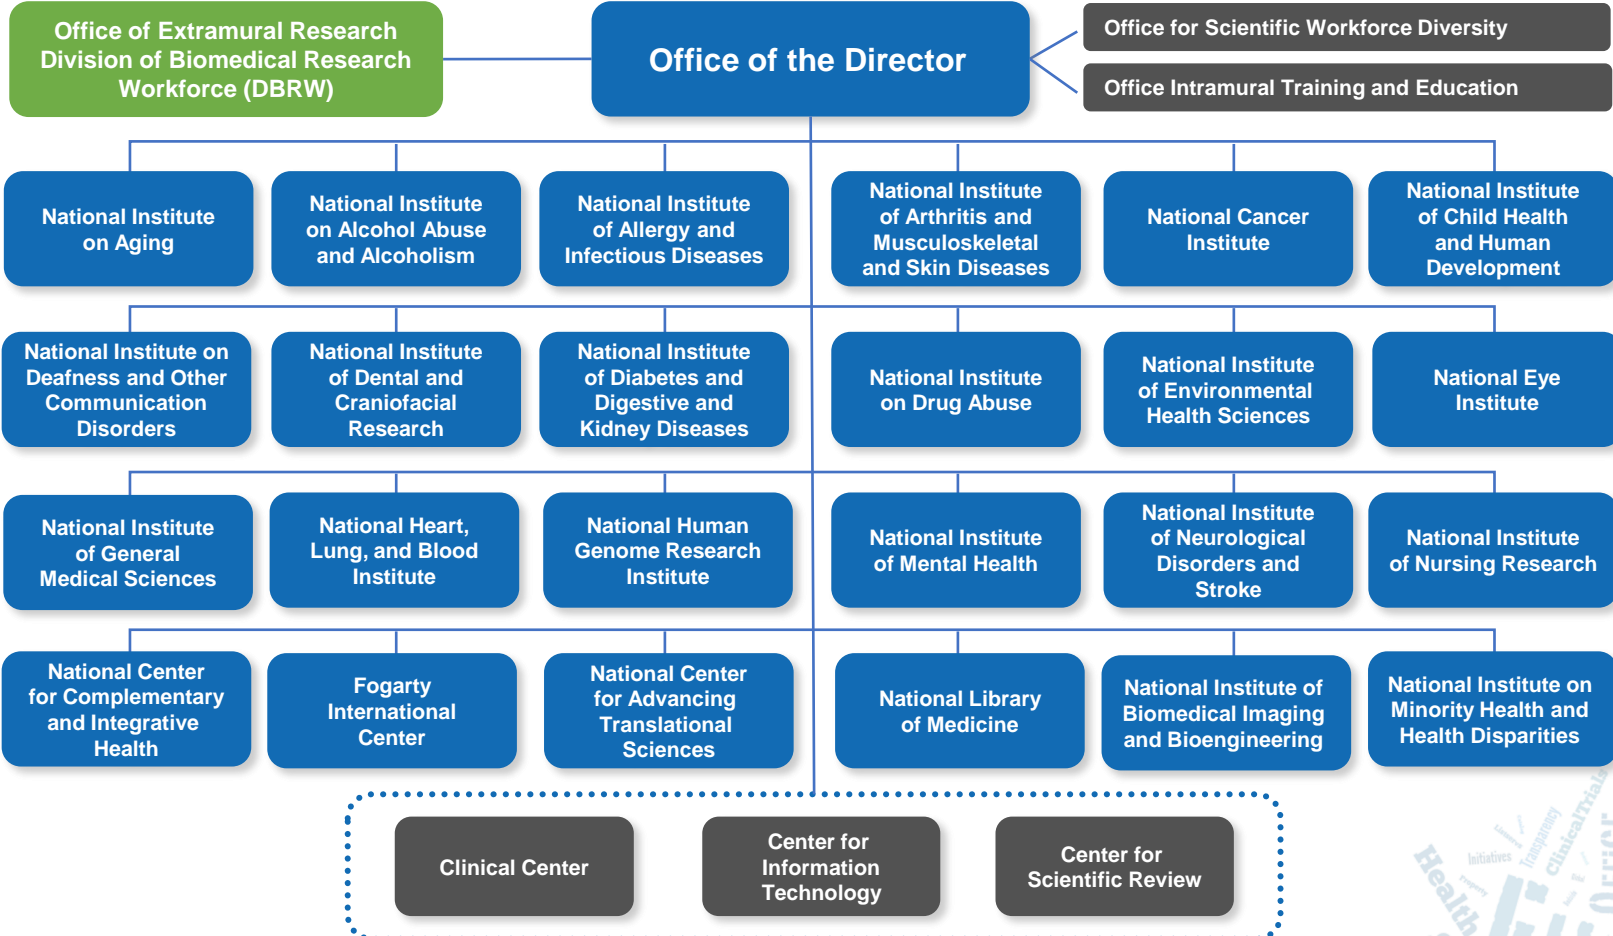 Office of Extramural Research
Division of Biomedical Research
Workforce (DBRW)
Office of the Director
Office for Scientific Workforce Diversity
Office Intramural Training and Education
National Institute
on Aging
National Institute
on Alcohol Abuse
and Alcoholism
National Institute
of Allergy and
Infectious Diseases
National Institute
of Arthritis and
Musculoskeletal
and Skin Diseases
National Cancer
Institute
National Institute
of Child Health
and Human
Development
National Institute on
Deafness and Other
Communication
Disorders
National Institute
of Dental and
Craniofacial
Research
National Institute
of Diabetes and
Digestive and
Kidney Diseases
National Institute
on Drug Abuse
National Institute
of Environmental
Health Sciences
National Eye
Institute
National Institute
of General
Medical Sciences
National Heart,
Lung, and Blood
Institute
National Human
Genome Research
Institute
National Institute
of Mental Health
National Institute
of Neurological
Disorders and
Stroke
National Institute
of Nursing Research
National Center
for Complementary
and Integrative
Health
Fogarty
International
Center
National Center
for Advancing
Translational
Sciences
National Library
of Medicine
National Institute of
Biomedical Imaging
and Bioengineering
National Institute on
Minority Health and
Health Disparities
Clinical Center
Center for
Information
Technology
Center for
Scientific Review
Health
Initiatives
Transparency
ClinicalTrials
Property